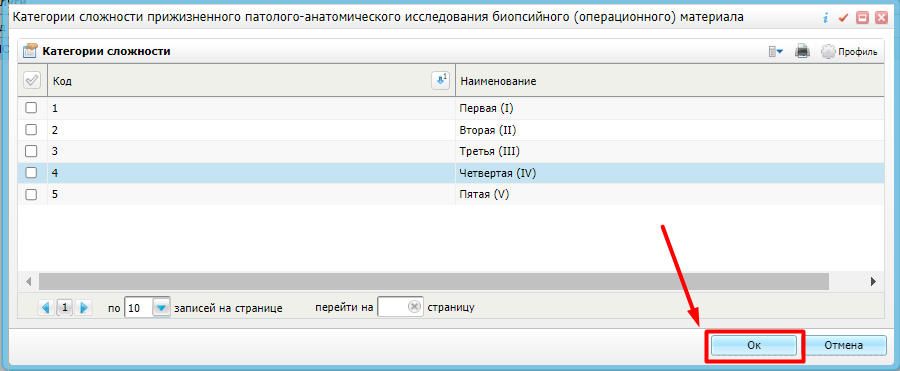 Категории сложности прижизненного патолого-анатомического исследования биопсийного (операционного) материала
Категории сложности
Профиль
Код 1 Наименование
1 Первая (I)
2 Вторая (II)
3 Третья (III)
4 Четвертая (IV)
5 Пятая (V)
1 по 10 записей на странице перейти на страницу
Ок Отмена